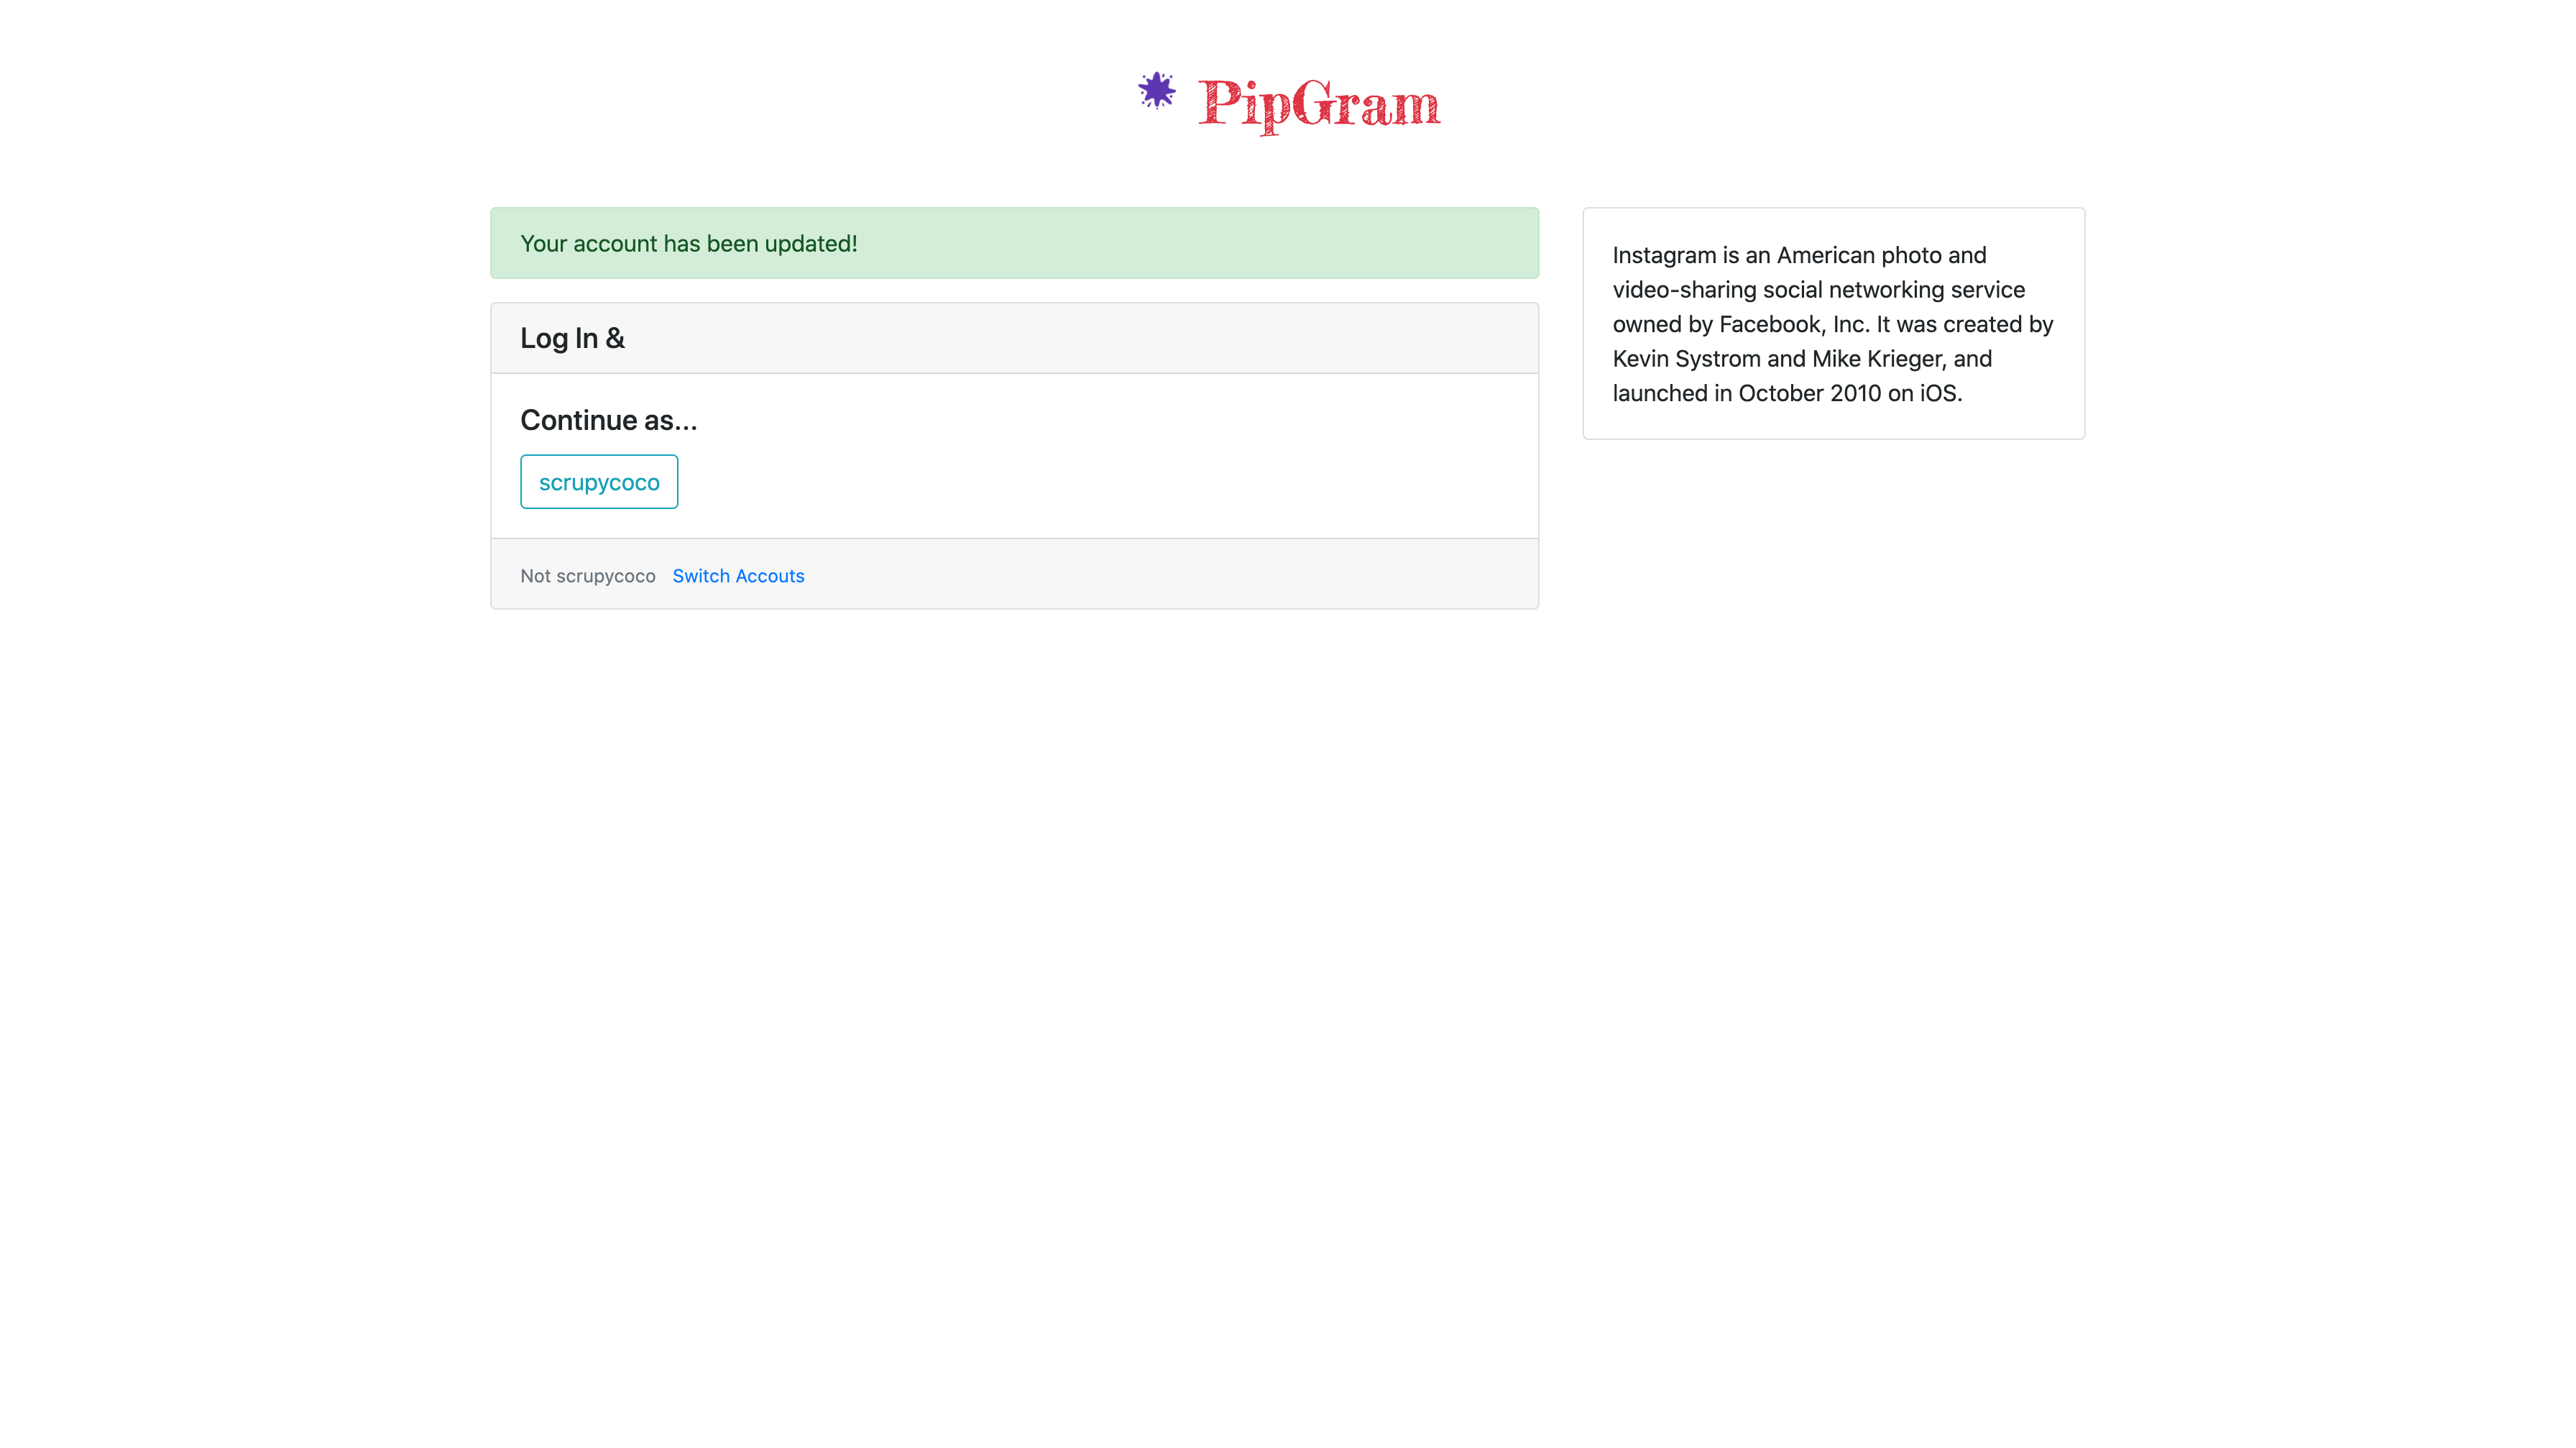 PipGram
Your account has been updated!
Log In &
Continue as...
scrupycoco
Not scrupycoco Switch Accouts
Instagram is an American photo and
video-sharing social networking service
owned by Facebook, Inc. It was created by
Kevin Systrom and Mike Krieger, and
launched in October 2010 on iOS.